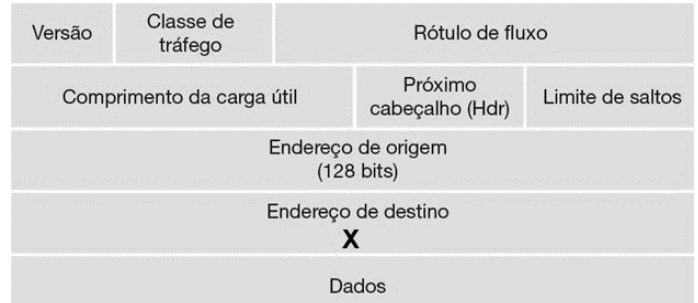 Versão
Classe de
tráfego
Rótulo de fluxo
Comprimento da carga útil
Próximo
cabeçalho (Hdr)
Limite de saltos
Endereço de origem
(128 bits)
Endereço de destino
X
Dados